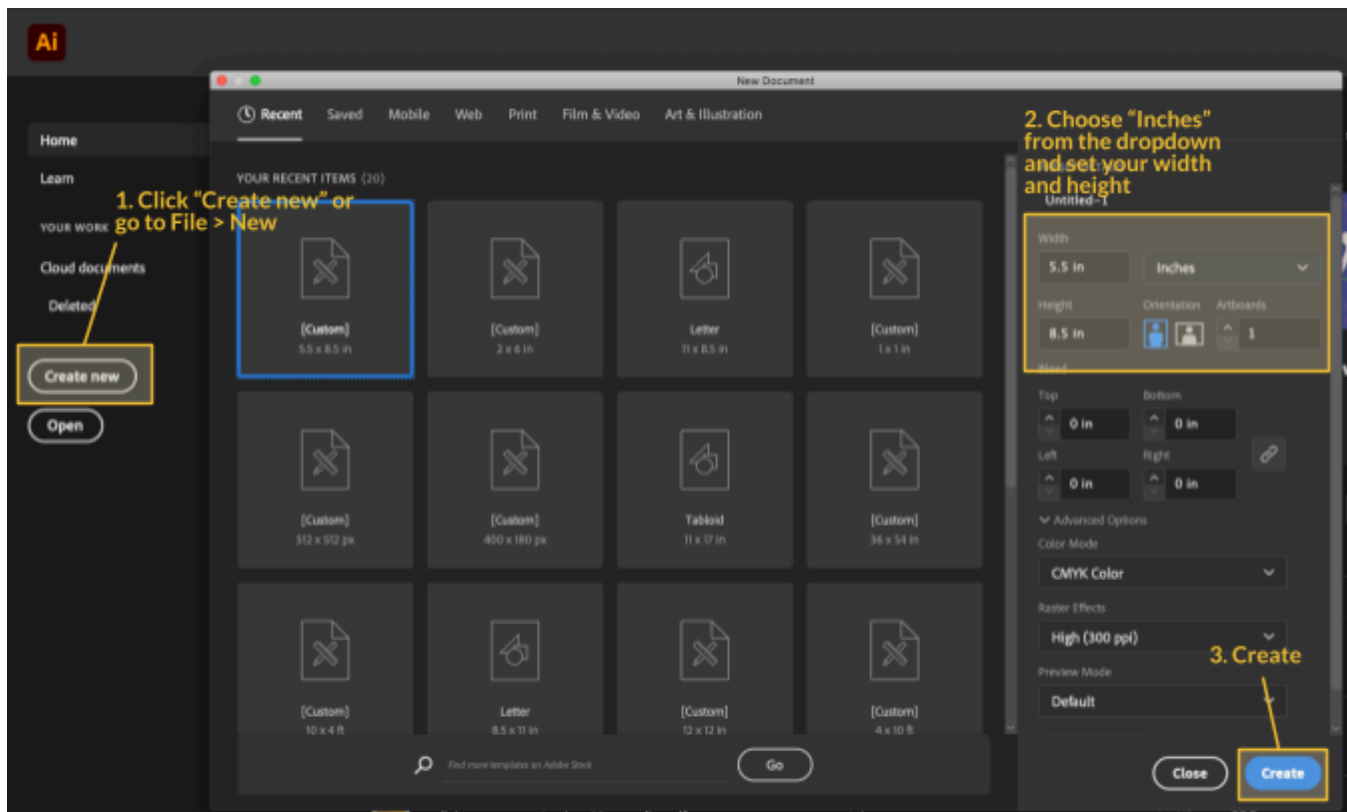 Ai
New Document
Recent Saved Mobile Web Print Film & Video Art & Illustration
Home
Learn
YOUR WORK
Cloud documents
Deleted
Create new
Open
1. Click “Create new” or
go to File > New
YOUR RECENT ITEMS (20)
[Custom]
5.5 x 8.5 in
[Custom]
2 x 6 in
Letter
11 x 8.5 in
[Custom]
1 x 1 in
[Custom]
512 x 512 px
[Custom]
400 x 180 px
Tabloid
11 x 17 in
[Custom]
36 x 54 in
[Custom]
10 x 4 ft
Letter
8.5 x 11 in
[Custom]
12 x 12 in
[Custom]
4 x 10 ft
Find more templates on Adobe Stock
Go
2. Choose “Inches”
from the dropdown
and set your width
and height
Untitled-1
Width
5.5 in Inches
Height Orientation Artboards
8.5 in 1
Bleed
Top Bottom
0 in 0 in
Left Right
0 in 0 in
Advanced Options
Color Mode
CMYK Color
Raster Effects
High (300 ppi)
3. Create
Preview Mode
Default
Close Create